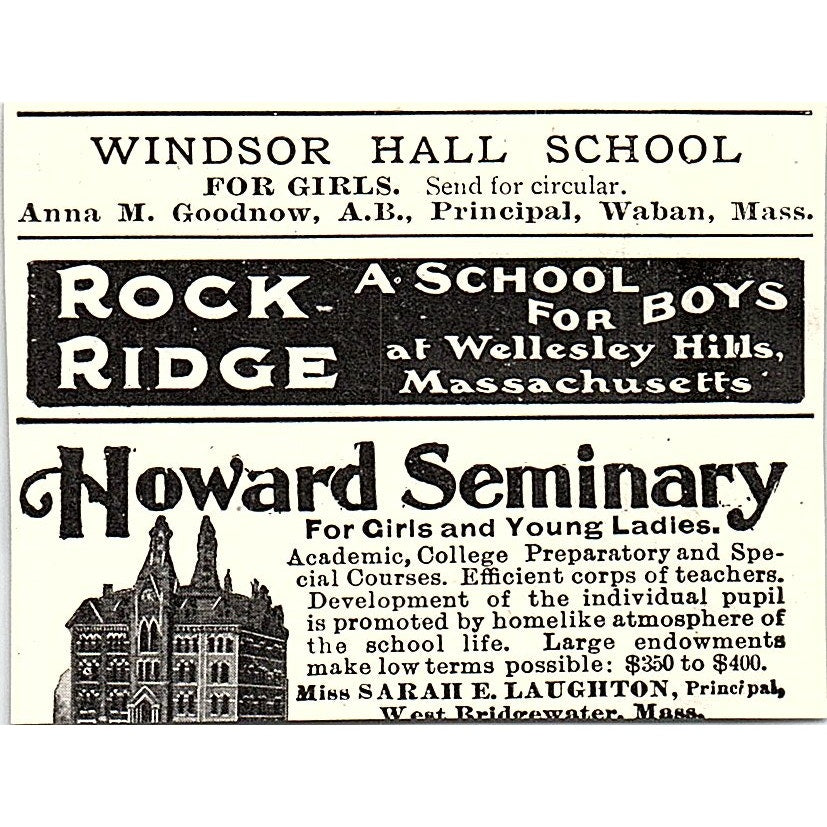 WINDSOR HALL SCHOOL
FOR GIRLS. Send for circular.
Anna M. Goodnow, A.B., Principal, Waban, Mass.
ROCK-
RIDGE
A SCHOOL
FOR BOYS
at Wellesley Hills,
Massachusetts
Howard Seminary
For Girls and Young Ladies.
Academic, College Preparatory and Spe-
cial Courses. Efficient corps of teachers.
Development of the individual pupil
is promoted by homelike atmosphere of
the school life. Large endowments
make low terms possible: $350 to $400.
Miss SARAH E. LAUGHTON, Principal,
West Bridgewater, Mass.